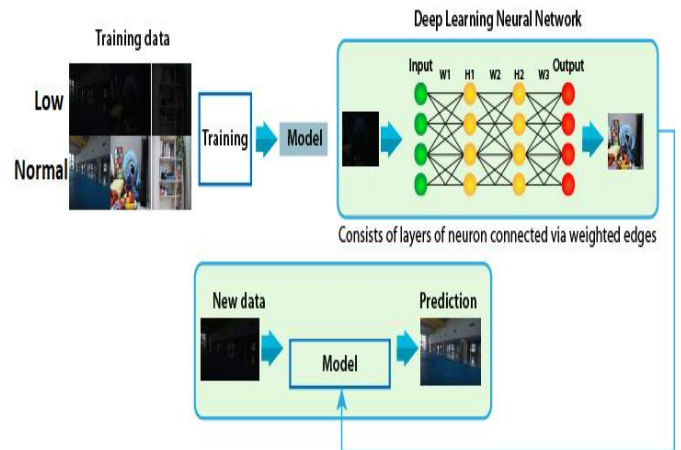 Deep Learning Neural Network
Training data
Low
Normal
Training
Model
Input
W1
H1
W2
H2
W3
Output
Consists of layers of neuron connected via weighted edges
New data
Model
Prediction